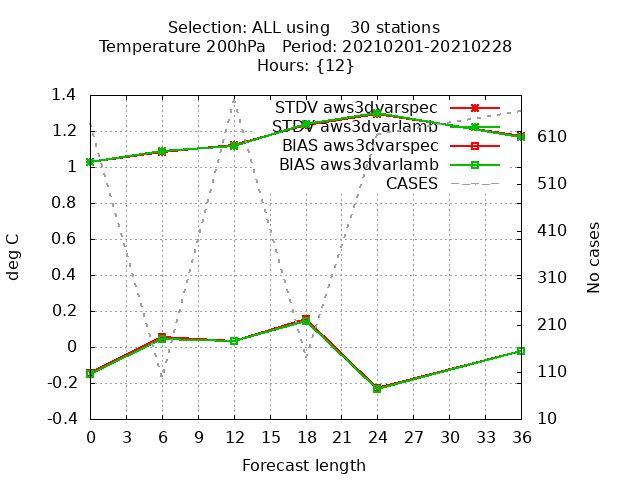 Selection: ALL using    30 stations
Temperature 200hPa   Period: 20210201-20210228
Hours: {12}
STDV aws3dvarspec
STDV aws3dvarlamb
BIAS aws3dvarspec
BIAS aws3dvarlamb
CASES
1.4
1.2
1
0.8
0.6
0.4
0.2
0
-0.2
-0.4
deg C
610
510
410
310
210
110
10
No cases
0 3 6 9 12 15 18 21 24 27 30 33 36
Forecast length